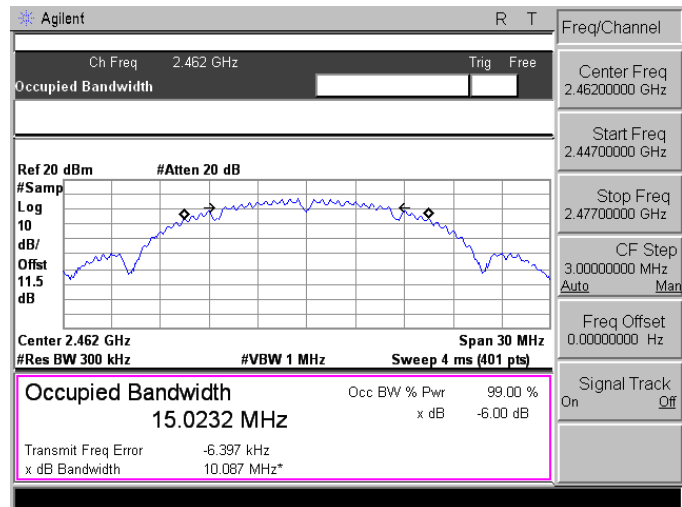 Agilent R T
Ch Freq 2.462 GHz Trig Free
Occupied Bandwidth
Ref 20 dBm #Atten 20 dB
#Samp
Log
10
dB/
Offst
11.5
dB
Center 2.462 GHz Span 30 MHz
#Res BW 300 kHz #VBW 1 MHz Sweep 4 ms (401 pts)
Occupied Bandwidth Occ BW % Pwr 99.00 %
15.0232 MHz x dB -6.00 dB
Transmit Freq Error -6.397 kHz
x dB Bandwidth 10.087 MHz*
Freq/Channel
Center Freq
2.46200000 GHz
Start Freq
2.44700000 GHz
Stop Freq
2.47700000 GHz
CF Step
3.00000000 MHz
Auto Man
Freq Offset
0.00000000 Hz
Signal Track
On Off